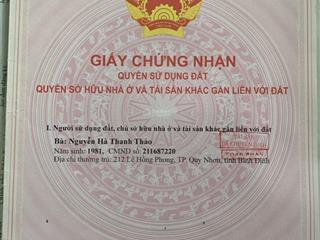 GIẤY CHỨNG NHẬN
QUYỀN SỬ DỤNG ĐẤT
QUYỀN SỞ HỮU NHÀ Ở VÀ TÀI SẢN KHÁC GẮN LIỀN VỚI ĐẤT
I. Người sử dụng đất, chủ sở hữu nhà ở và tài sản khác gắn liền với đất
Bà: Nguyễn Hà Thanh Thảo
Năm sinh: 1981, CMND số: 211687220
Địa chỉ thường trú: 212 Lê Hồng Phong, TP. Quy Nhơn, tỉnh Bình Định